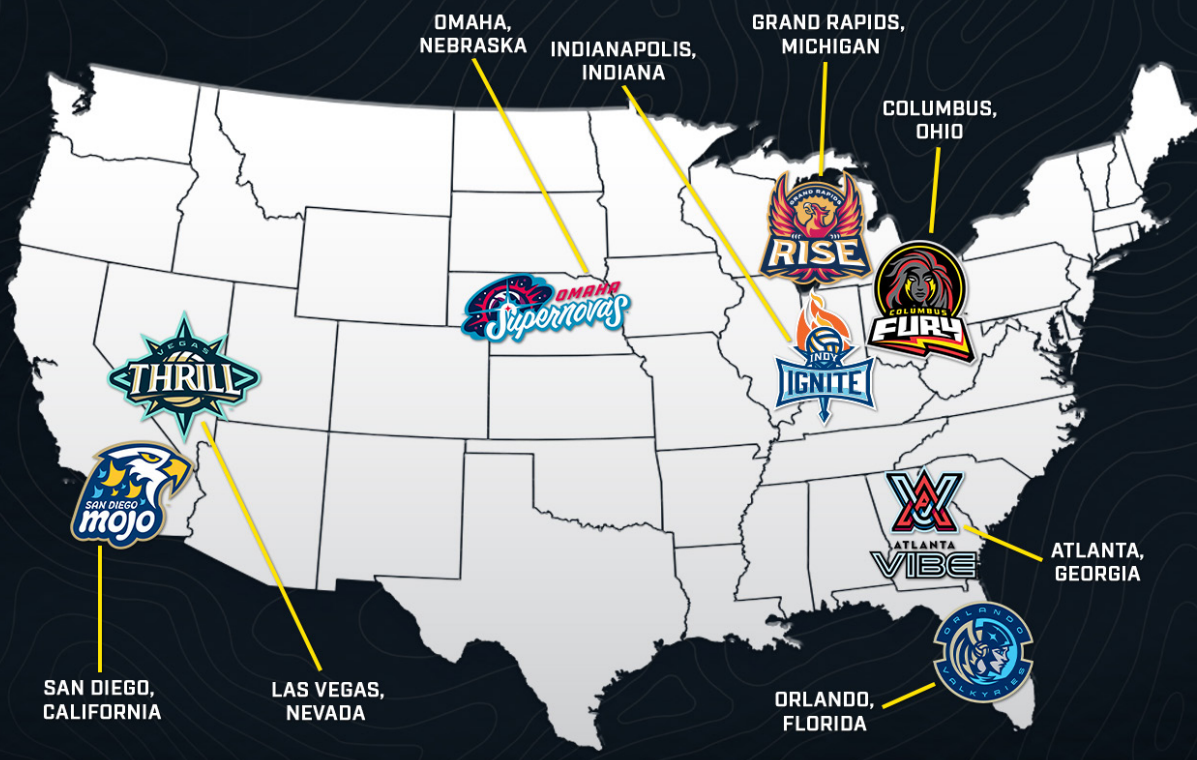 OMAHA,
NEBRASKA
INDIANAPOLIS,
INDIANA
GRAND RAPIDS,
MICHIGAN
COLUMBUS,
OHIO
GRAND RAPIDS
RISE
OMAHA
Supernovas
COLUMBUS
FURY
VEGAS
THRILL
INDY
IGNITE
SAN DIEGO
mojo
ATLANTA
VIBE
ATLANTA,
GEORGIA
ORLANDO
VALKYRIES
SAN DIEGO,
CALIFORNIA
LAS VEGAS,
NEVADA
ORLANDO,
FLORIDA